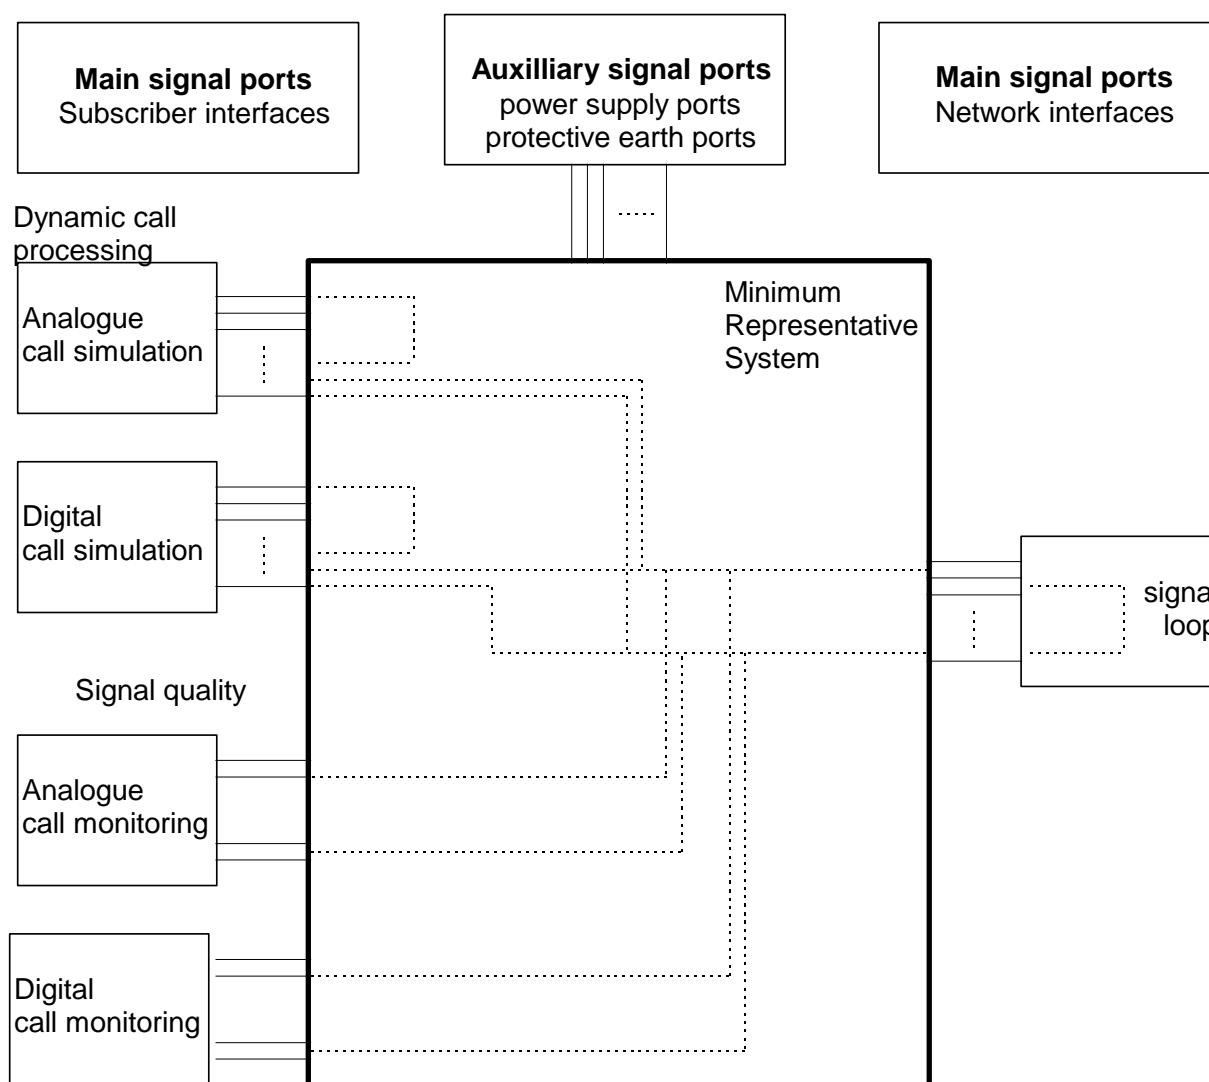 Main signal ports
Subscriber interfaces
Auxilliary signal ports
power supply ports
protective earth ports
Main signal ports
Network interfaces
Dynamic call
processing
Analogue
call simulation
Minimum
Representative
System
Digital
call simulation
signa
loop
Signal quality
Analogue
call monitoring
Digital
call monitoring